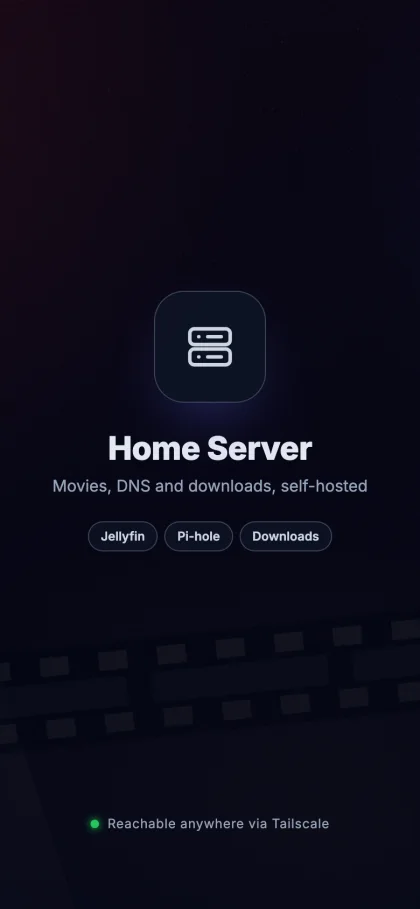 Home Server
Movies, DNS and downloads, self-hosted
Jellyfin Pi-hole Downloads
Reachable anywhere via Tailscale